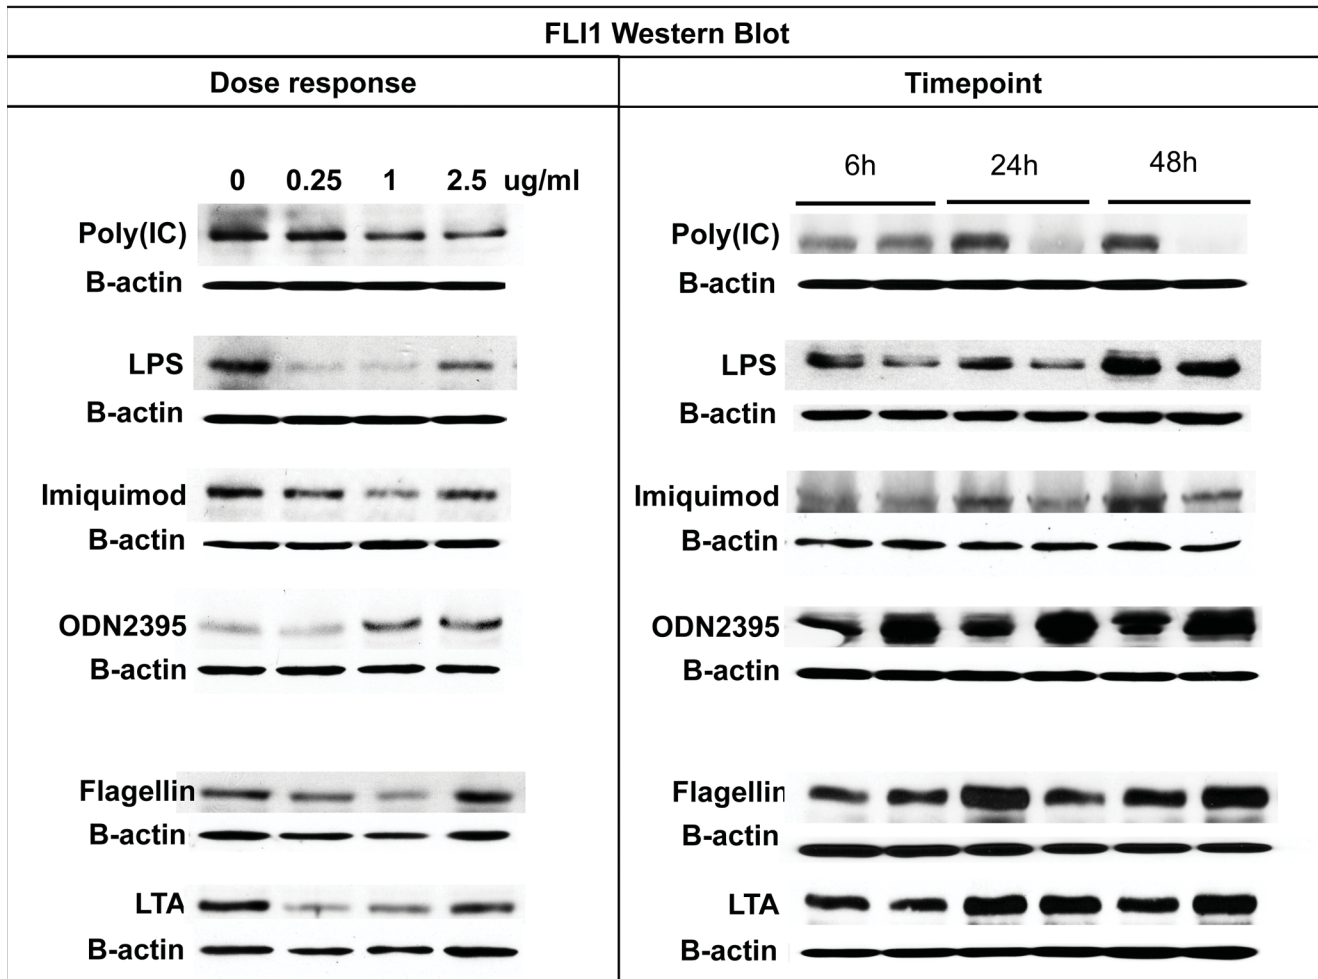 FLI1 Western Blot
Dose response
0 0.25 1 2.5 ug/ml
Poly(IC)
B-actin
LPS
B-actin
Imiquimod
B-actin
ODN2395
B-actin
Flagellin
B-actin
LTA
B-actin
Timepoint
6h 24h 48h
Poly(IC)
B-actin
LPS
B-actin
Imiquimod
B-actin
ODN2395
B-actin
Flagellin
B-actin
LTA
B-actin